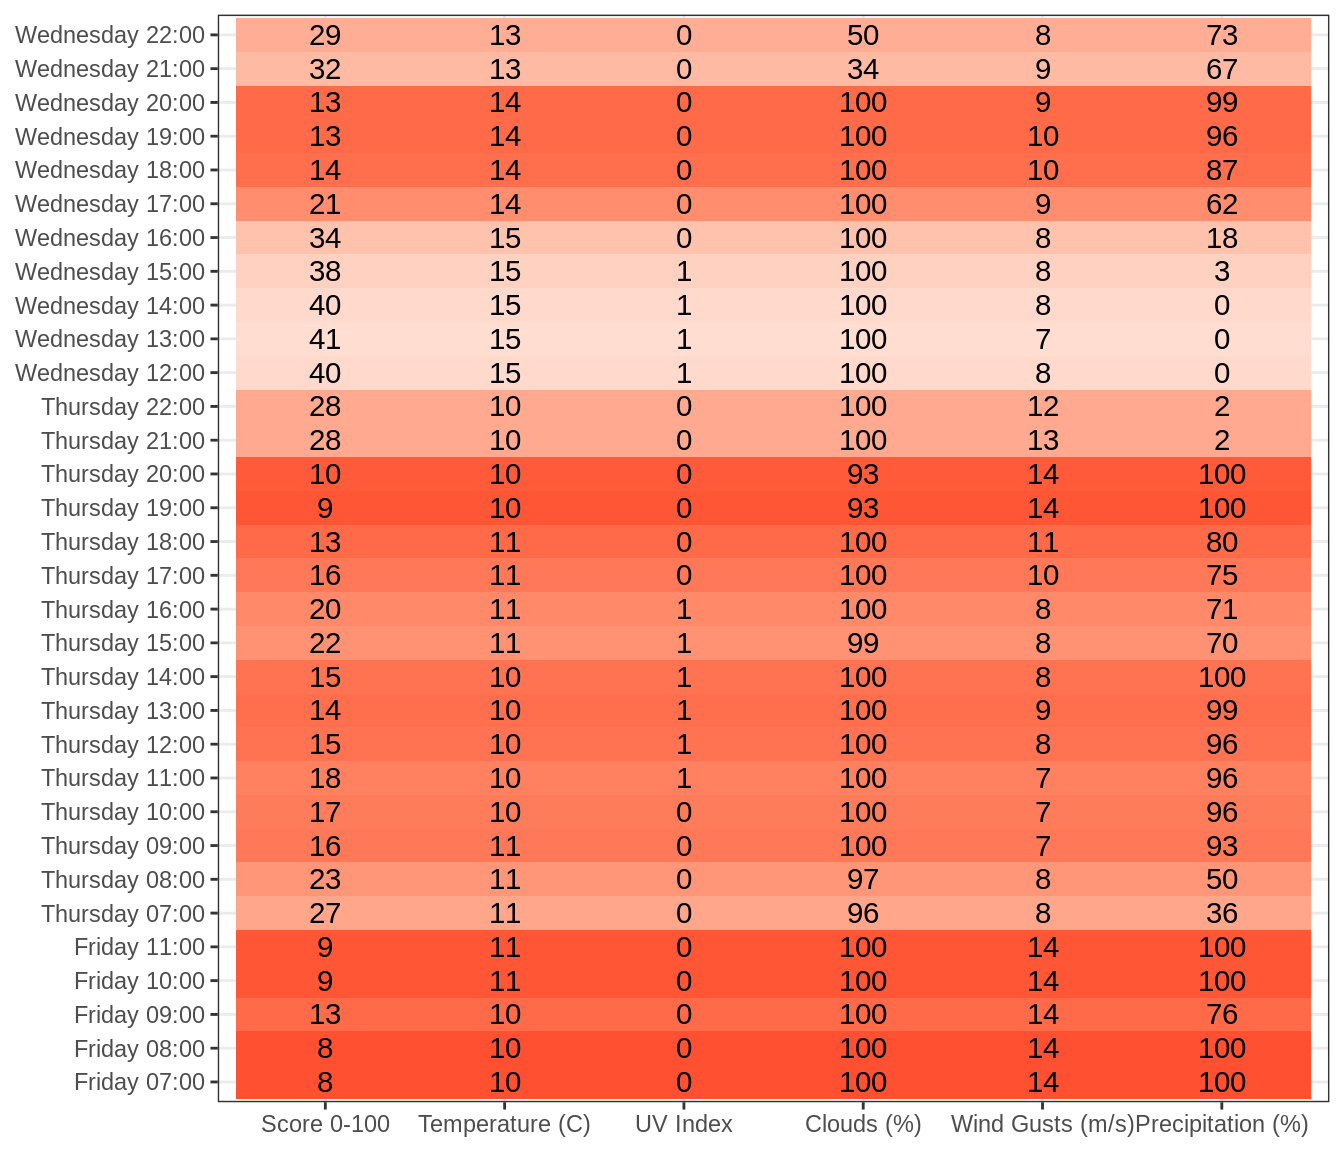 Wednesday 22:00 29 13 0 50 8 73
Wednesday 21:00 32 13 0 34 9 67
Wednesday 20:00 13 14 0 100 9 99
Wednesday 19:00 13 14 0 100 10 96
Wednesday 18:00 14 14 0 100 10 87
Wednesday 17:00 21 14 0 100 9 62
Wednesday 16:00 34 15 0 100 8 18
Wednesday 15:00 38 15 1 100 8 3
Wednesday 14:00 40 15 1 100 8 0
Wednesday 13:00 41 15 1 100 7 0
Wednesday 12:00 40 15 1 100 8 0
Thursday 22:00 28 10 0 100 12 2
Thursday 21:00 28 10 0 100 13 2
Thursday 20:00 10 10 0 93 14 100
Thursday 19:00 9 10 0 93 14 100
Thursday 18:00 13 11 0 100 11 80
Thursday 17:00 16 11 0 100 10 75
Thursday 16:00 20 11 1 100 8 71
Thursday 15:00 22 11 1 99 8 70
Thursday 14:00 15 10 1 100 8 100
Thursday 13:00 14 10 1 100 9 99
Thursday 12:00 15 10 1 100 8 96
Thursday 11:00 18 10 1 100 7 96
Thursday 10:00 17 10 0 100 7 96
Thursday 09:00 16 11 0 100 7 93
Thursday 08:00 23 11 0 97 8 50
Thursday 07:00 27 11 0 96 8 36
Friday 11:00 9 11 0 100 14 100
Friday 10:00 9 11 0 100 14 100
Friday 09:00 13 10 0 100 14 76
Friday 08:00 8 10 0 100 14 100
Friday 07:00 8 10 0 100 14 100
Score 0-100 Temperature (C) UV Index Clouds (%) Wind Gusts (m/s) Precipitation (%)